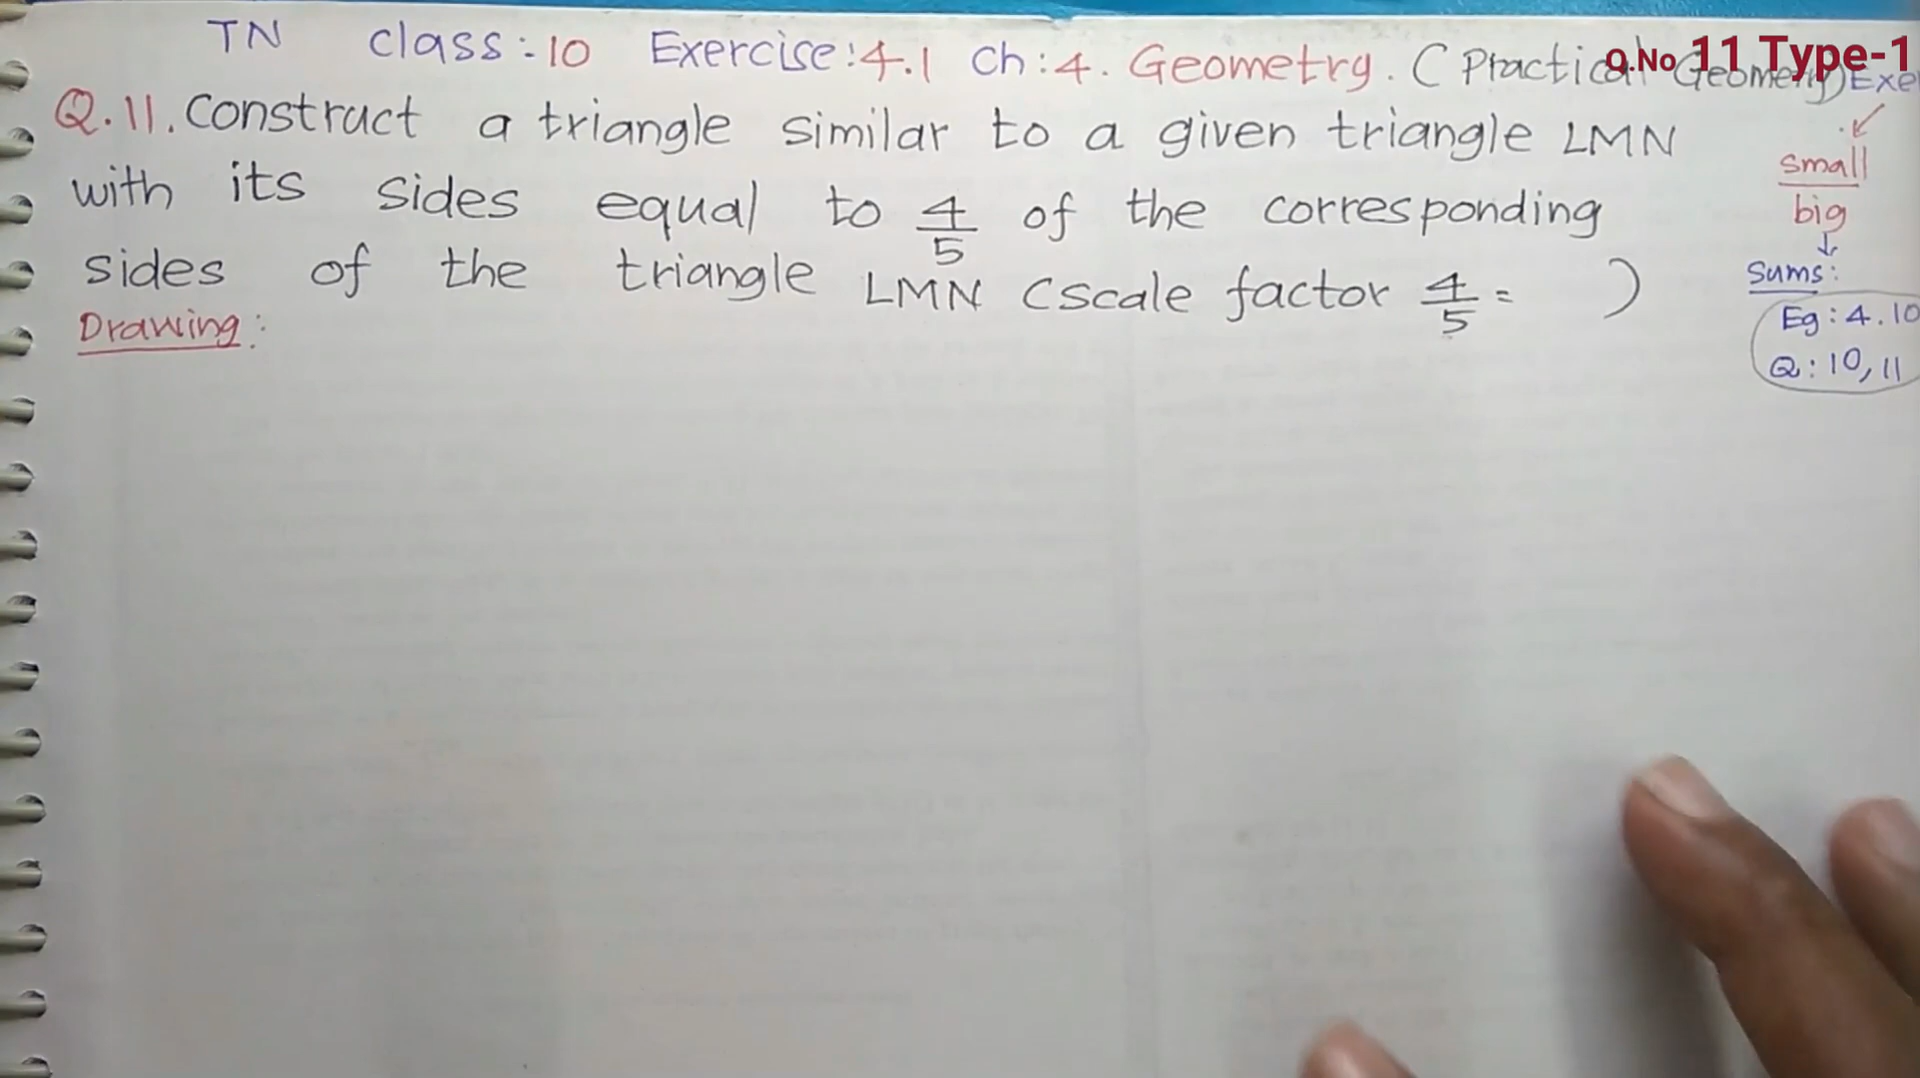 TN class:10 Exercise:4.1 Ch:4. Geometry. (Practical Geometry) Exe
Q.No 11 Type-1
Q.11. Construct a triangle similar to a given triangle LMN
with its sides equal to 4/5 of the corresponding
sides of the triangle LMN (scale factor 4/5 = )
Drawing:
small
big
Sums:
Eg: 4.10
Q: 10, 11